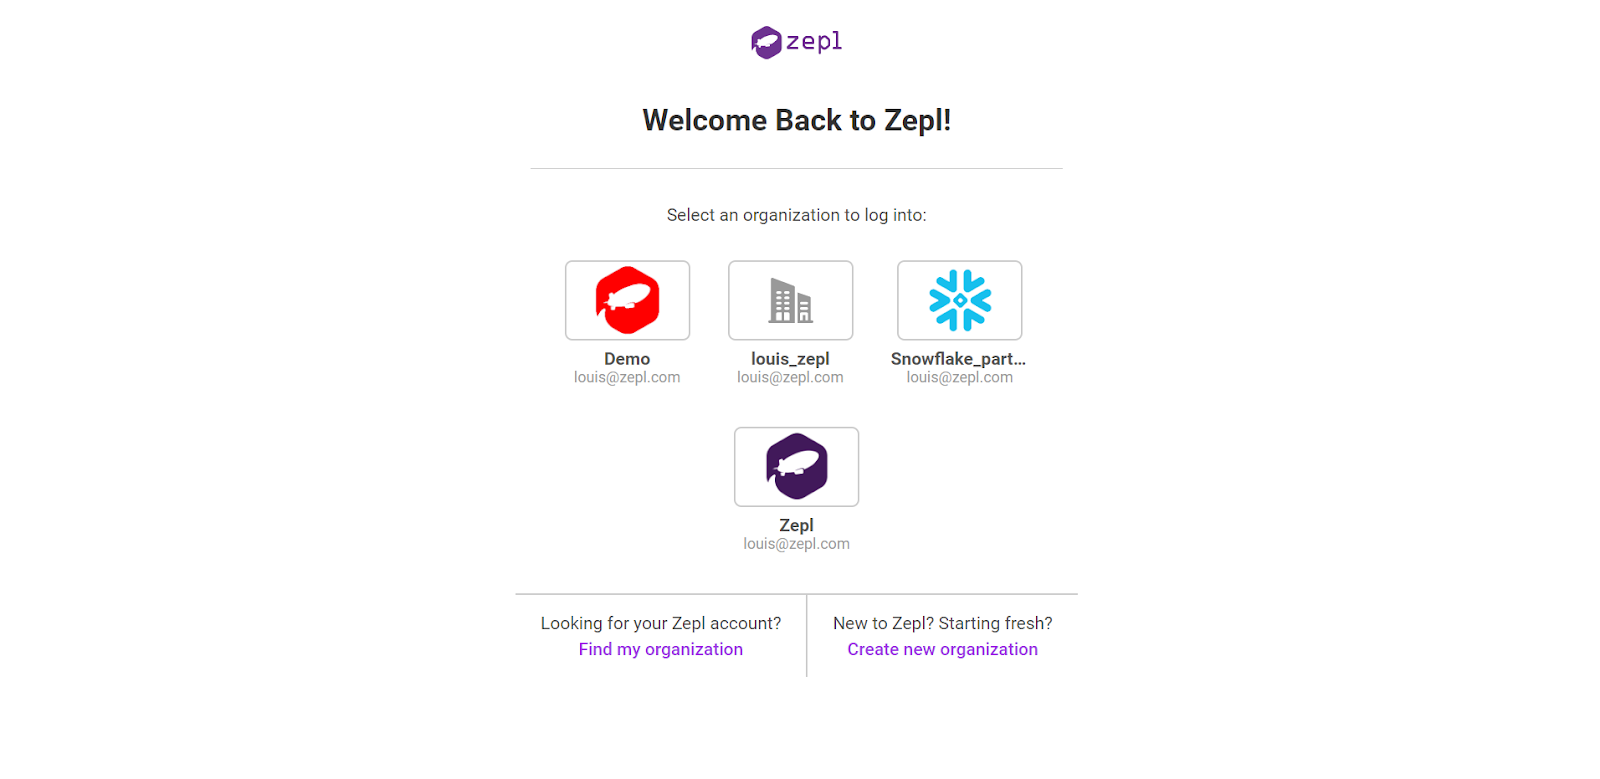 zepl
Welcome Back to Zepl!
Select an organization to log into:
Demo
louis@zepl.com
louis_zepl
louis@zepl.com
Snowflake_part...
louis@zepl.com
Zepl
louis@zepl.com
Looking for your Zepl account?
Find my organization
New to Zepl? Starting fresh?
Create new organization